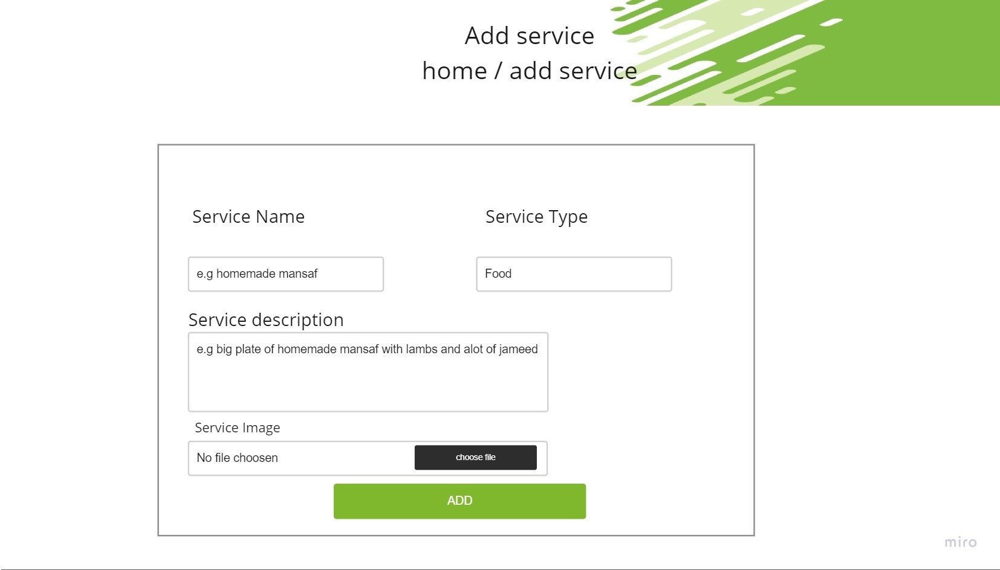 Add service
home / add service
Service Name
Service Type
e.g homemade mansaf
Food
Service description
e.g big plate of homemade mansaf with lambs and alot of jameed
Service Image
No file choosen
choose file
ADD
miro